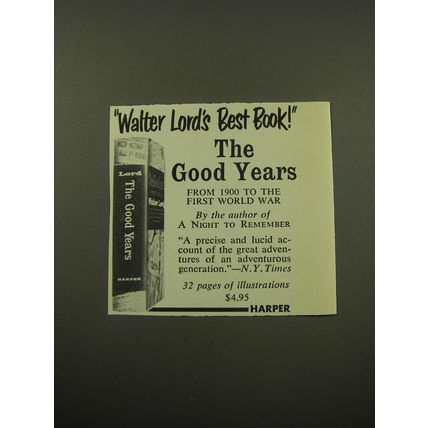 "Walter Lord's Best Book!"
The
Good Years
FROM 1900 TO THE
FIRST WORLD WAR
By the author of
A NIGHT TO REMEMBER
"A precise and lucid ac-
count of the great adven-
tures of an adventurous
generation."—N.Y. Times
32 pages of illustrations
$4.95
HARPER
Lord
The Good Years
HARPER
Walter Lord